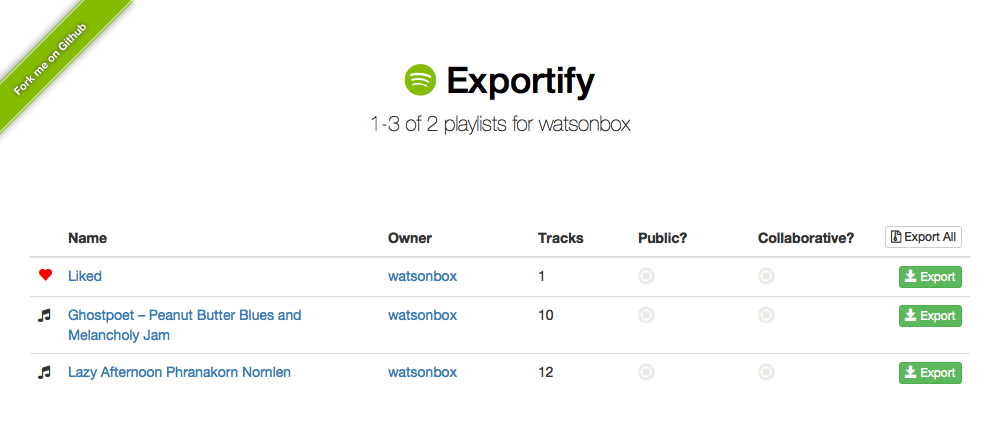 Fork me on Github
Exportify
1-3 of 2 playlists for watsonbox
Name Owner Tracks Public? Collaborative? Export All
Liked watsonbox 1 Export
Ghostpoet – Peanut Butter Blues and watsonbox 10 Export
Melancholy Jam
Lazy Afternoon Phranakorn Nornlen watsonbox 12 Export